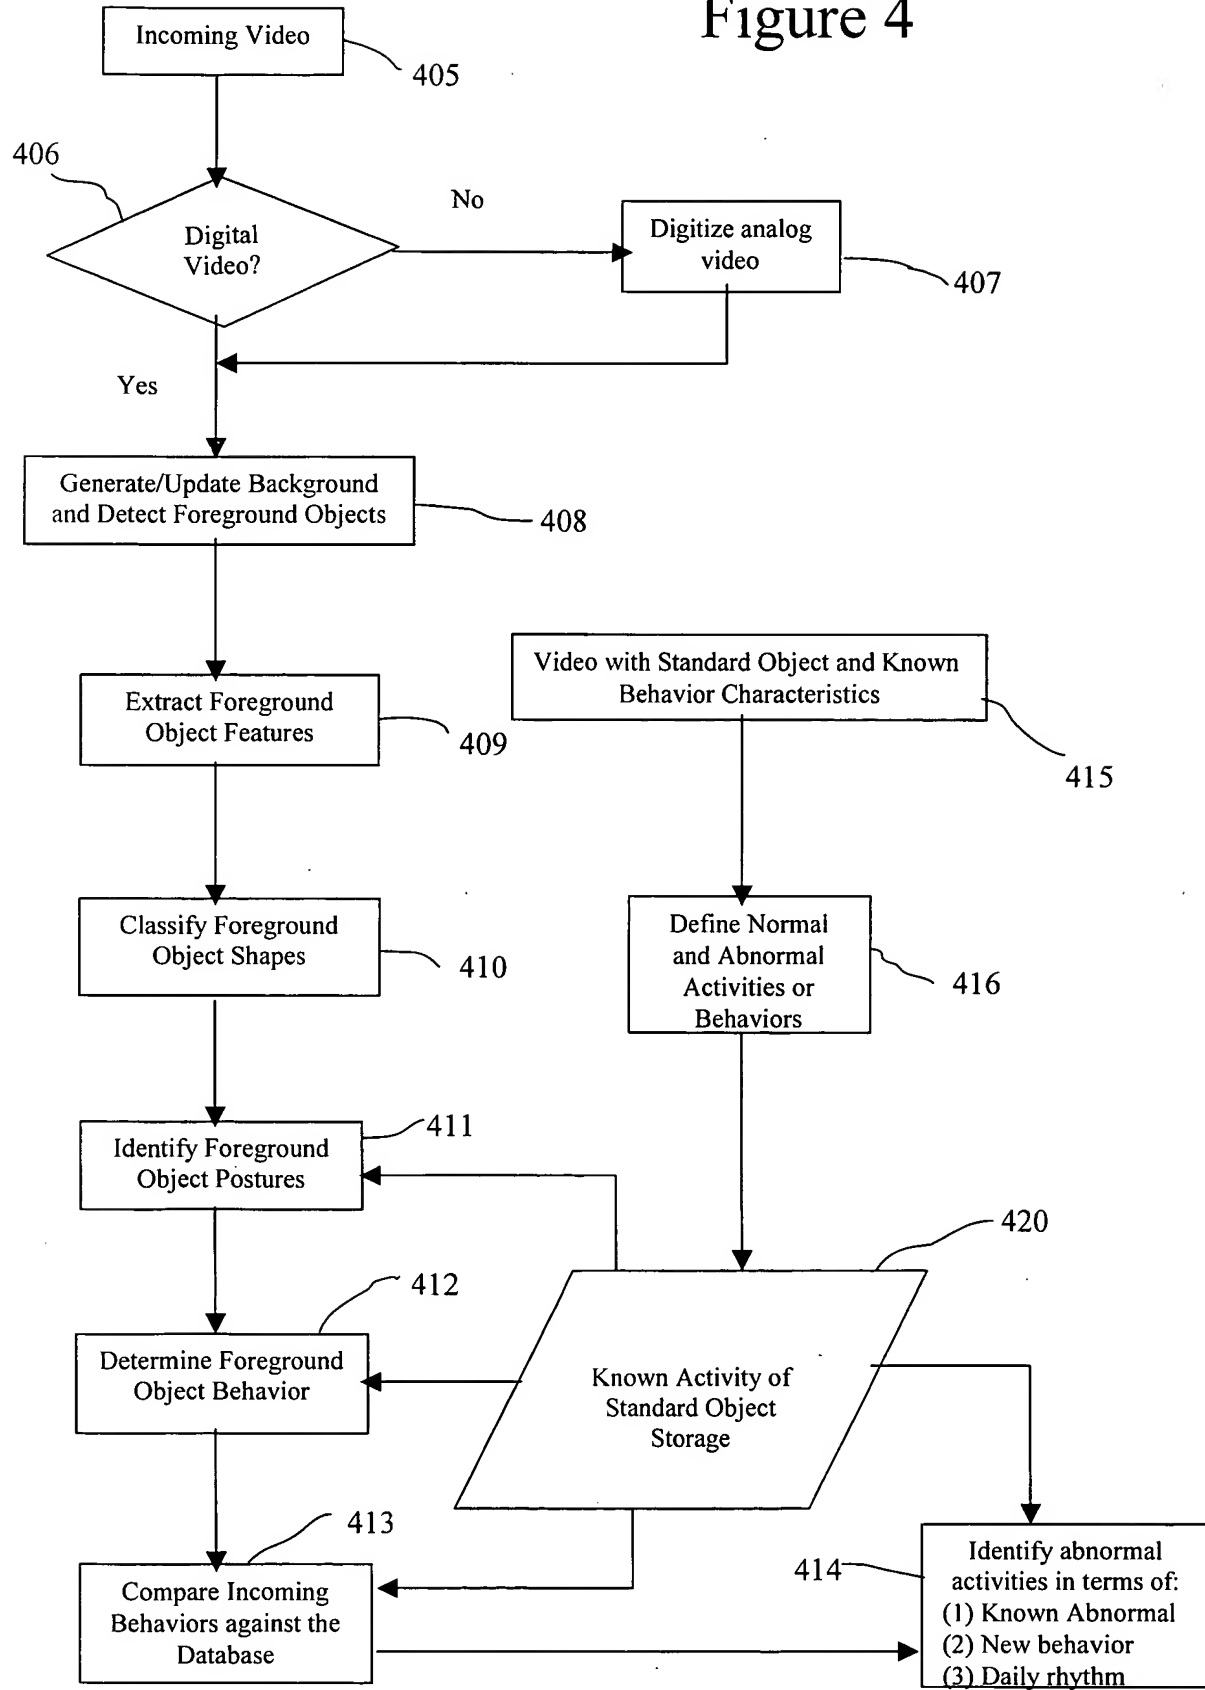 Figure 4
Incoming Video
405
406
Digital
Video?
No
Digitize analog
video
407
Yes
Generate/Update Background
and Detect Foreground Objects
408
Video with Standard Object and Known
Behavior Characteristics
415
Extract Foreground
Object Features
409
Classify Foreground
Object Shapes
410
Define Normal
and Abnormal
Activities or
Behaviors
416
Identify Foreground
Object Postures
411
420
412
Determine Foreground
Object Behavior
Known Activity of
Standard Object
Storage
413
Compare Incoming
Behaviors against the
Database
414
Identify abnormal
activities in terms of:
(1) Known Abnormal
(2) New behavior
(3) Daily rhythm